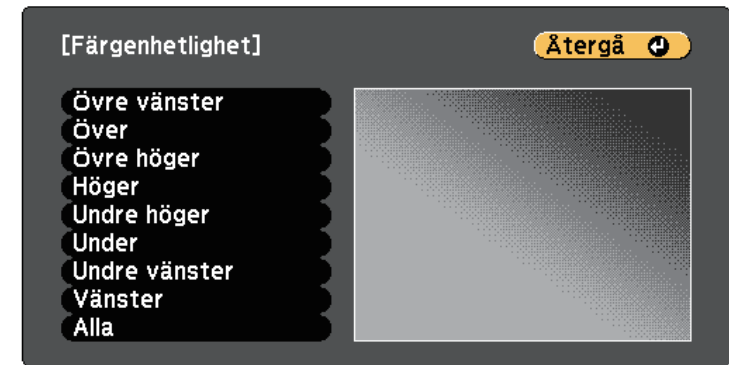 [Färgenhetlighet]
Återgå
Övre vänster
Över
Övre höger
Höger
Undre höger
Under
Undre vänster
Vänster
Alla